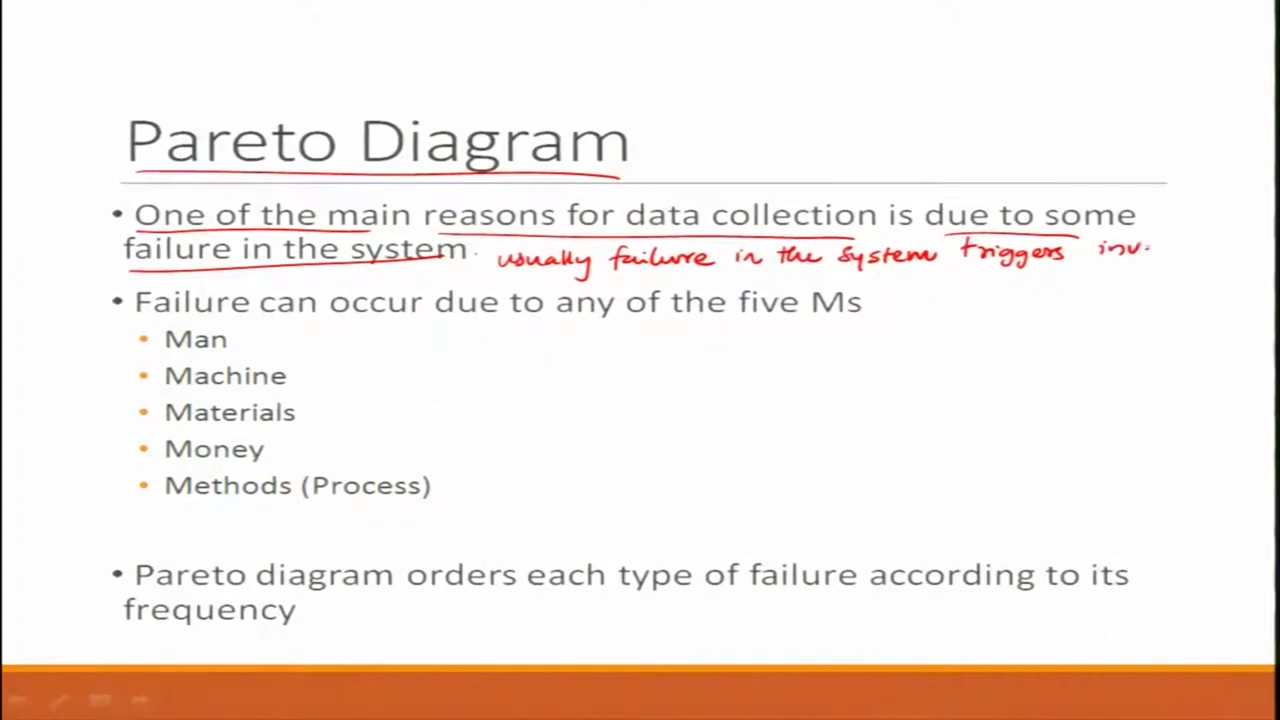 Pareto Diagram
• One of the main reasons for data collection is due to some
failure in the system. usually failure in the system triggers inv
• Failure can occur due to any of the five Ms
• Man
• Machine
• Materials
• Money
• Methods (Process)
• Pareto diagram orders each type of failure according to its
frequency